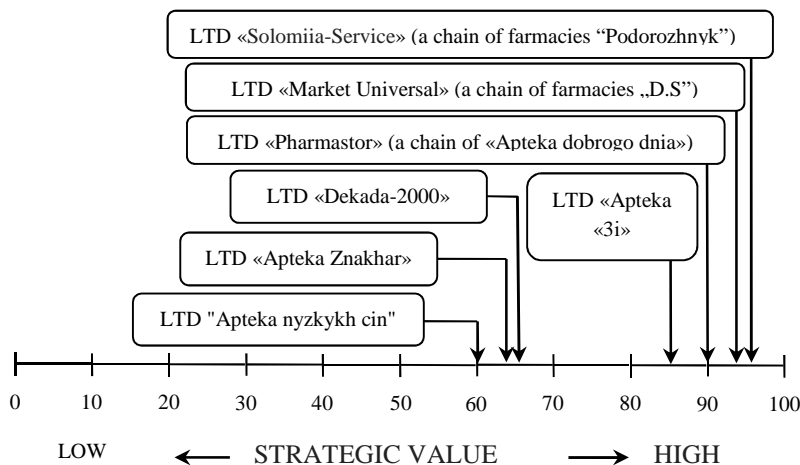 LTD «Solomiia-Service» (a chain of farmacies “Podorozhnyk”)
LTD «Market Universal» (a chain of farmacies „D.S”)
LTD «Pharmastor» (a chain of «Apteka dobrogo dnia»)
LTD «Dekada-2000»
LTD «Apteka
«3i»
LTD «Apteka Znakhar»
LTD "Apteka nyzkykh cin"
0 10 20 30 40 50 60 70 80 90 100
LOW STRATEGIC VALUE HIGH